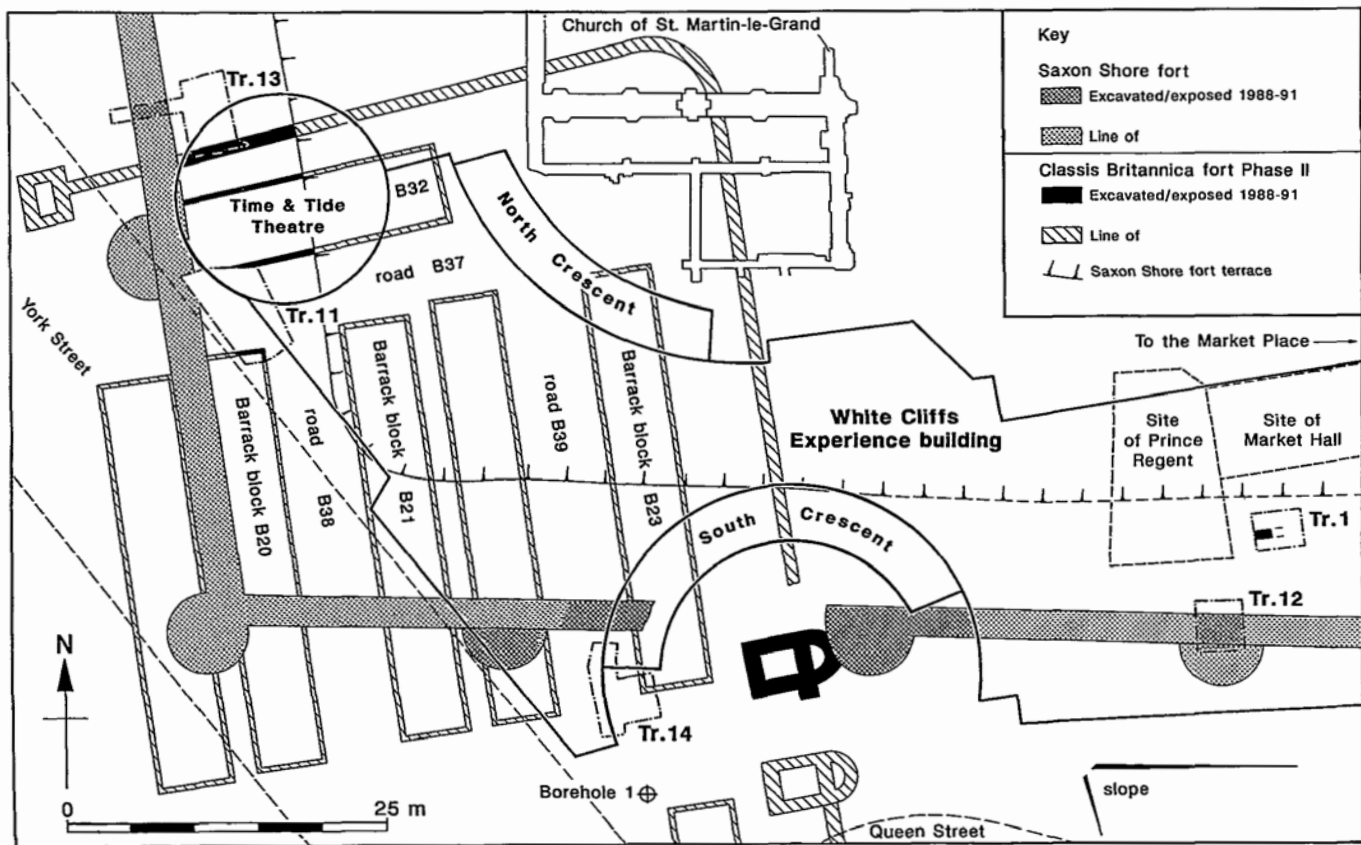 Church of St. Martin-le-Grand
Key
Saxon Shore fort
Excavated/exposed 1988-91
Line of
Classis Britannica fort Phase II
Excavated/exposed 1988-91
Line of
Saxon Shore fort terrace
Tr.13
B32
Time & Tide
Theatre
North Crescent
road B37
York Street
Tr.11
To the Market Place
Barrack block B20
road B38
Barrack block B21
road B39
Barrack block B23
White Cliffs
Experience building
Site
of Prince
Regent
Site of
Market Hall
South Crescent
Tr.1
Tr.12
N
Tr.14
0 25 m
Borehole 1
slope
Queen Street